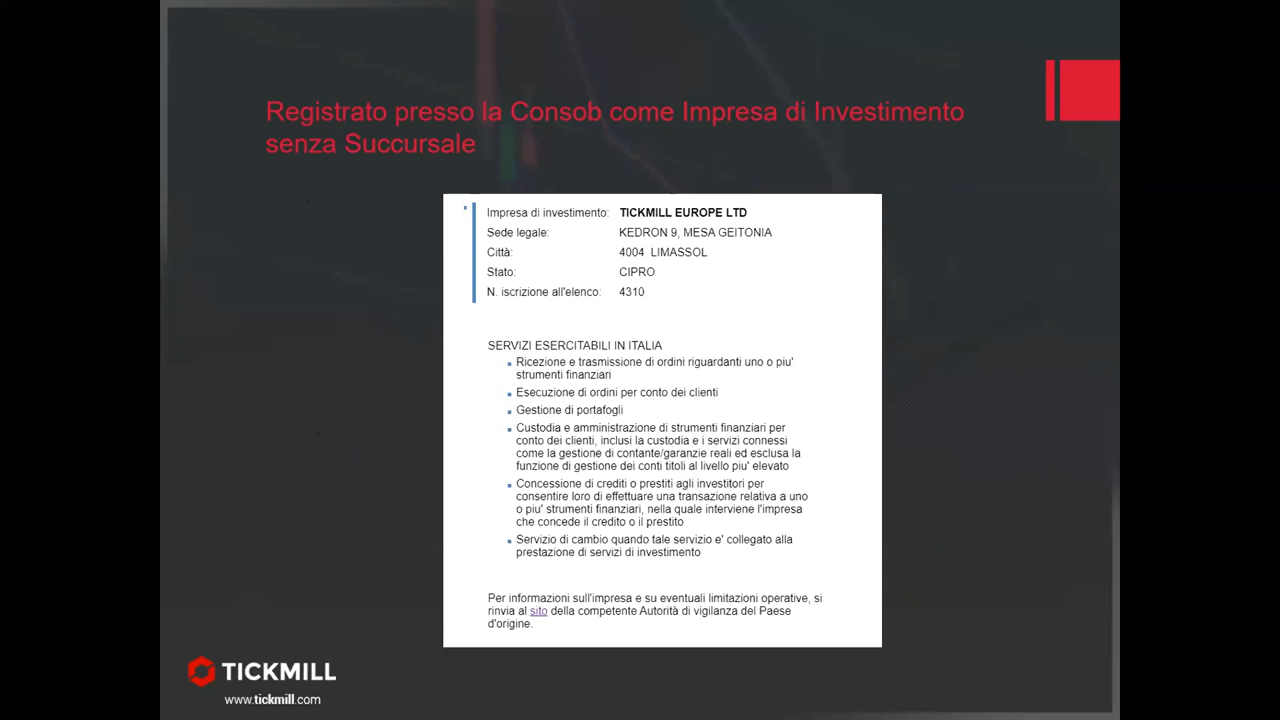 Registrato presso la Consob come Impresa di Investimento
senza Succursale
Impresa di investimento: TICKMILL EUROPE LTD
Sede legale: KEDRON 9, MESA GEITONIA
Città: 4004 LIMASSOL
Stato: CIPRO
N. iscrizione all'elenco: 4310
SERVIZI ESERCITABILI IN ITALIA
Ricezione e trasmissione di ordini riguardanti uno o piu'
strumenti finanziari
Esecuzione di ordini per conto dei clienti
Gestione di portafogli
Custodia e amministrazione di strumenti finanziari per
conto dei clienti, inclusi la custodia e i servizi connessi
come la gestione di contante/garanzie reali ed esclusa la
funzione di gestione dei conti titoli al livello piu' elevato
Concessione di crediti o prestiti agli investitori per
consentire loro di effettuare una transazione relativa a uno
o piu' strumenti finanziari, nella quale interviene l'impresa
che concede il credito o il prestito
Servizio di cambio quando tale servizio e' collegato alla
prestazione di servizi di investimento
Per informazioni sull'impresa e su eventuali limitazioni operative, si
rinvia al sito della competente Autorità di vigilanza del Paese
d'origine.
TICKMILL
www.tickmill.com